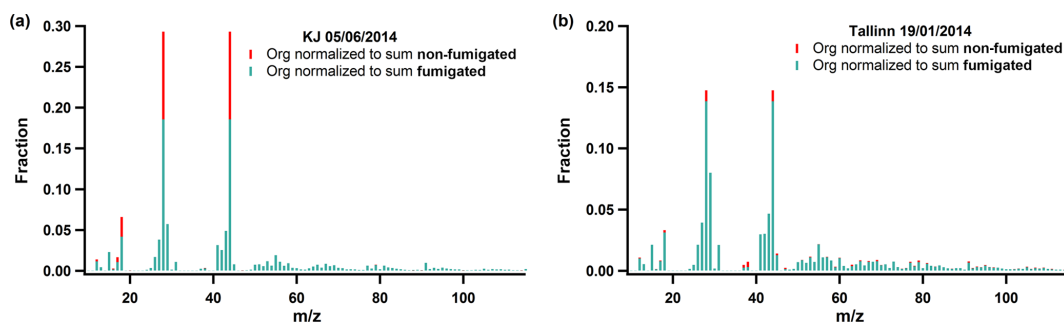 (a)
KJ 05/06/2014
Org normalized to sum non-fumigated
Org normalized to sum fumigated
Fraction
0.30
0.25
0.20
0.15
0.10
0.05
0.00
20
40
60
80
100
m/z
(b)
Tallinn 19/01/2014
Org normalized to sum non-fumigated
Org normalized to sum fumigated
Fraction
0.20
0.15
0.10
0.05
0.00
20
40
60
80
100
m/z